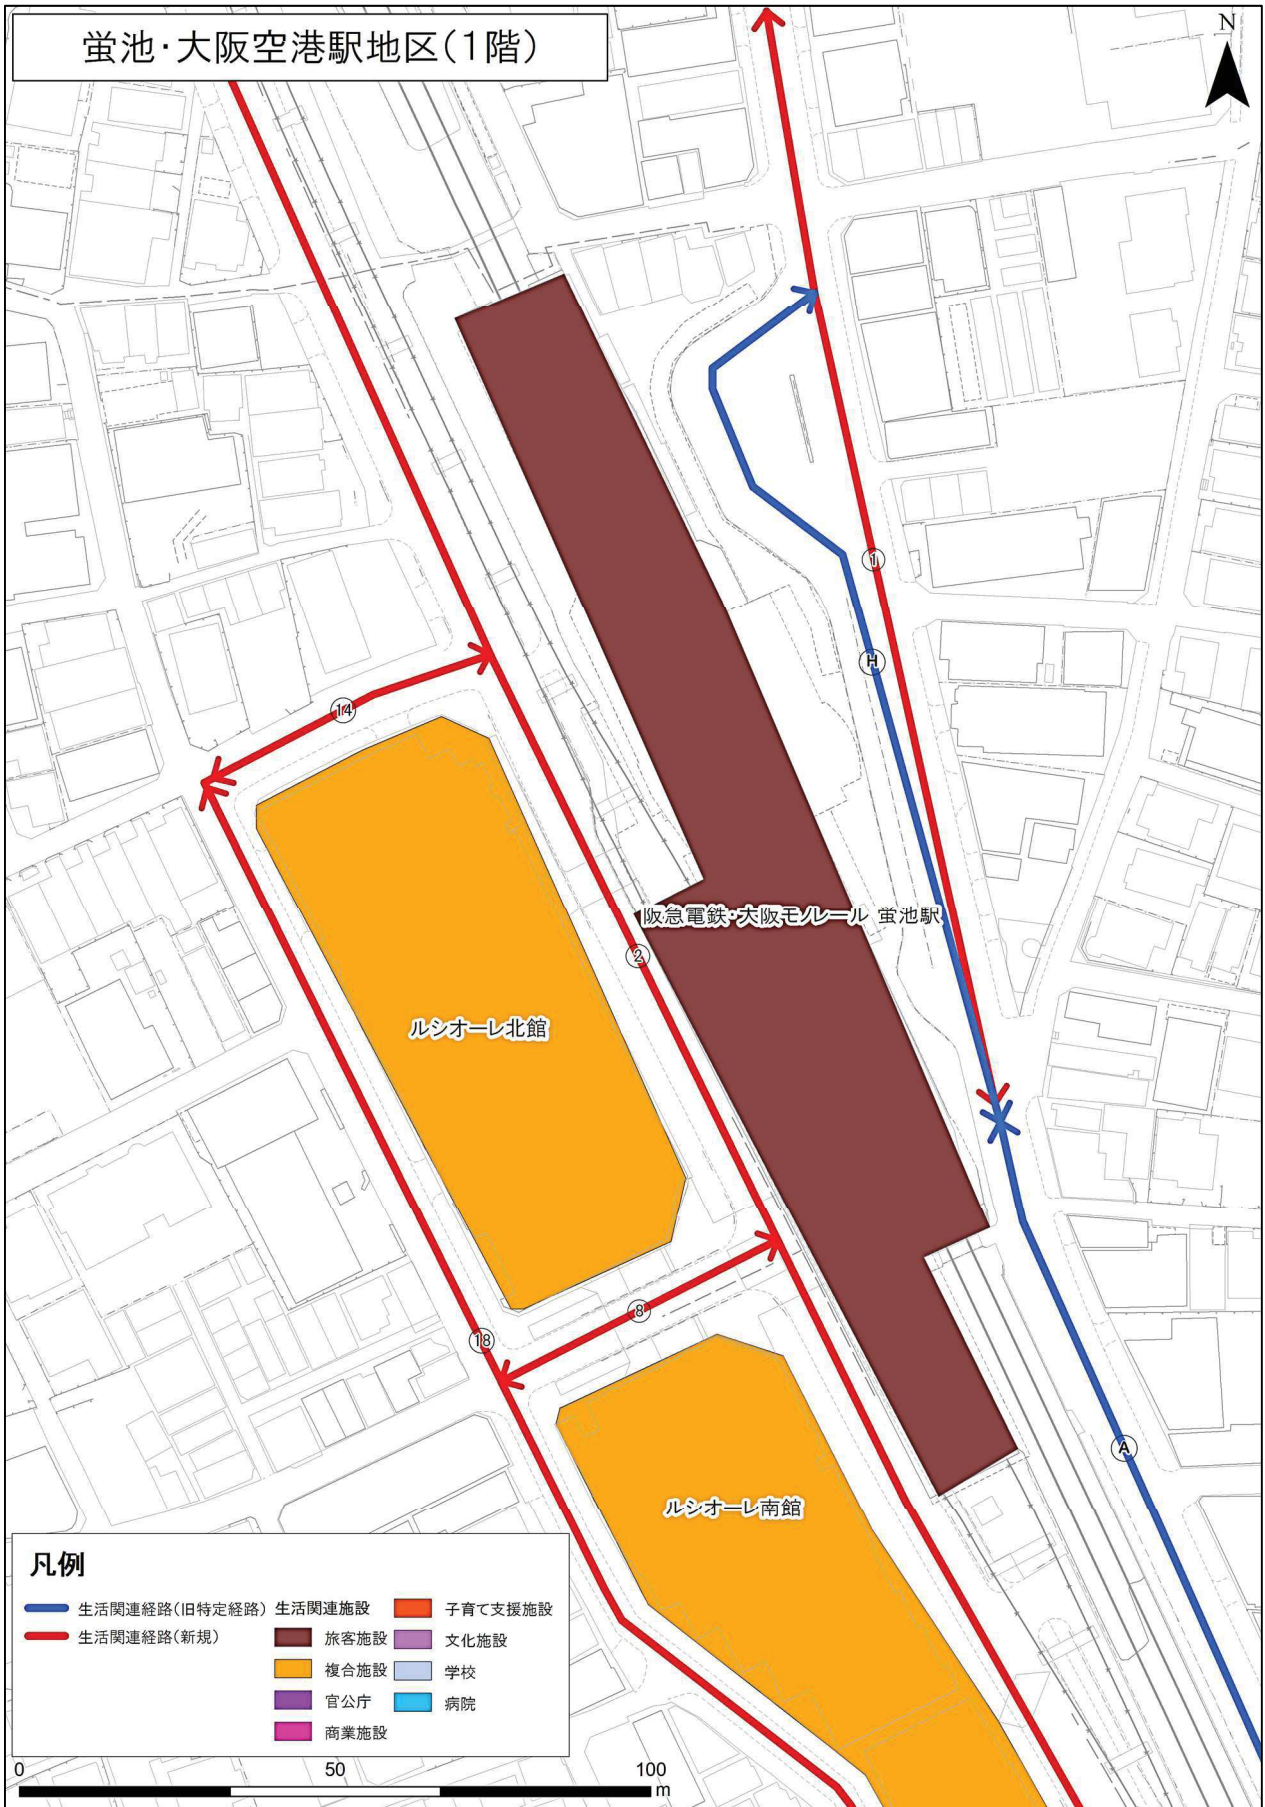 蛍池・大阪空港駅地区(1階)
N
1
H
14
阪急電鉄・大阪モノレール 蛍池駅
2
ルシオーレ北館
8
18
A
ルシオーレ南館
凡例
生活関連経路(旧特定経路)
生活関連経路(新規)
生活関連施設
旅客施設
複合施設
官公庁
商業施設
子育て支援施設
文化施設
学校
病院
0 50 100
m